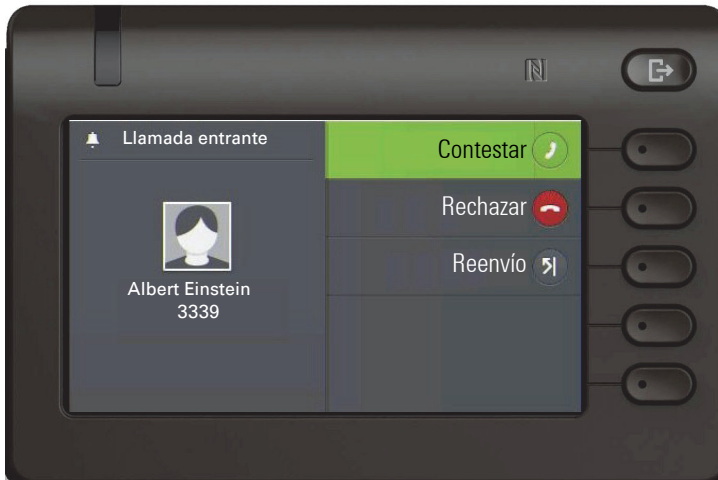 Llamada entrante
Albert Einstein
3339
Contestar
Rechazar
Reenvío